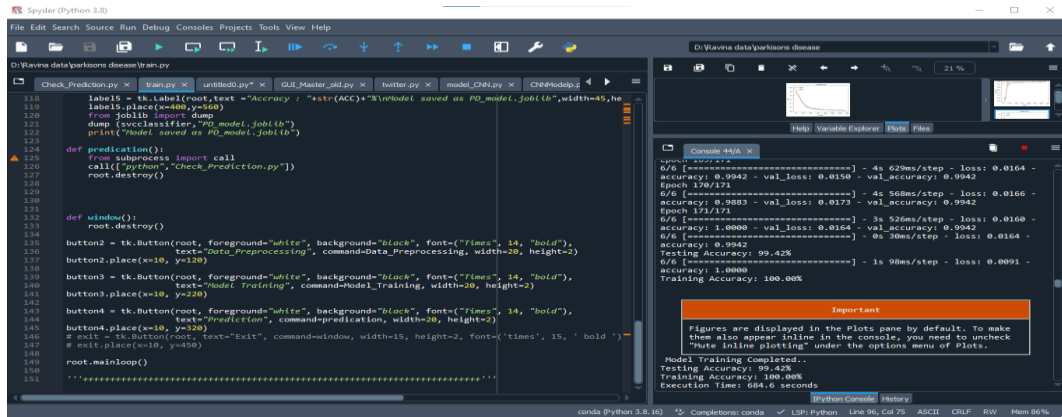 Spyder (Python 3.8)
File Edit Search Source Run Debug Consoles Projects Tools View Help
D:\Ravina data\parkisons disease
D:\Ravina data\parkisons disease\train.py
Check_Prediction.py train.py untitled0.py* GUI_Master_old.py twitter.py model_CNN.py CNNModelp.p
118 label5 = tk.Label(root,text ="Accracy : "+str(ACC)+"%\nModel saved as PD_model.joblib",width=45,he
119 label5.place(x=400,y=560)
120 from joblib import dump
121 dump (svcclassifier,"PD_model.joblib")
122 print("Model saved as PD_model.joblib")
123
124 def predication():
125 from subprocess import call
126 call(["python","Check_Prediction.py"])
127 root.destroy()
128
129
130
131
132 def window():
133 root.destroy()
134
135 button2 = tk.Button(root, foreground="white", background="black", font=("Times", 14, "bold"),
136 text="Data_Preprocessing", command=Data_Preprocessing, width=20, height=2)
137 button2.place(x=10, y=120)
138
139 button3 = tk.Button(root, foreground="white", background="black", font=("Times", 14, "bold"),
140 text="Model Training", command=Model_Training, width=20, height=2)
141 button3.place(x=10, y=220)
142
143 button4 = tk.Button(root, foreground="white", background="black", font=("Times", 14, "bold"),
144 text="Prediction", command=predication, width=20, height=2)
145 button4.place(x=10, y=320)
146 # exit = tk.Button(root, text="Exit", command=window, width=15, height=2, font=('times', 15, ' bold ')
147 # exit.place(x=10, y=450)
148
149 root.mainloop()
150
151
21 %
Help Variable Explorer Plots Files
Console 44/A
Epoch 169/171
6/6 [==============================] - 4s 629ms/step - loss: 0.0164 -
accuracy: 0.9942 - val_loss: 0.0150 - val_accuracy: 0.9942
Epoch 170/171
6/6 [==============================] - 4s 568ms/step - loss: 0.0166 -
accuracy: 0.9883 - val_loss: 0.0173 - val_accuracy: 0.9942
Epoch 171/171
6/6 [==============================] - 3s 526ms/step - loss: 0.0160 -
accuracy: 1.0000 - val_loss: 0.0164 - val_accuracy: 0.9942
6/6 [==============================] - 0s 30ms/step - loss: 0.0164 -
accuracy: 0.9942
Testing Accuracy: 99.42%
6/6 [==============================] - 1s 98ms/step - loss: 0.0091 -
accuracy: 1.0000
Training Accuracy: 100.00%
Important
Figures are displayed in the Plots pane by default. To make
them also appear inline in the console, you need to uncheck
"Mute inline plotting" under the options menu of Plots.
Model Training Completed..
Testing Accuracy: 99.42%
Training Accuracy: 100.00%
Execution Time: 684.6 seconds
IPython Console History
conda (Python 3.8.16) Completions: conda LSP: Python Line 96, Col 75 ASCII CRLF RW Mem 86%